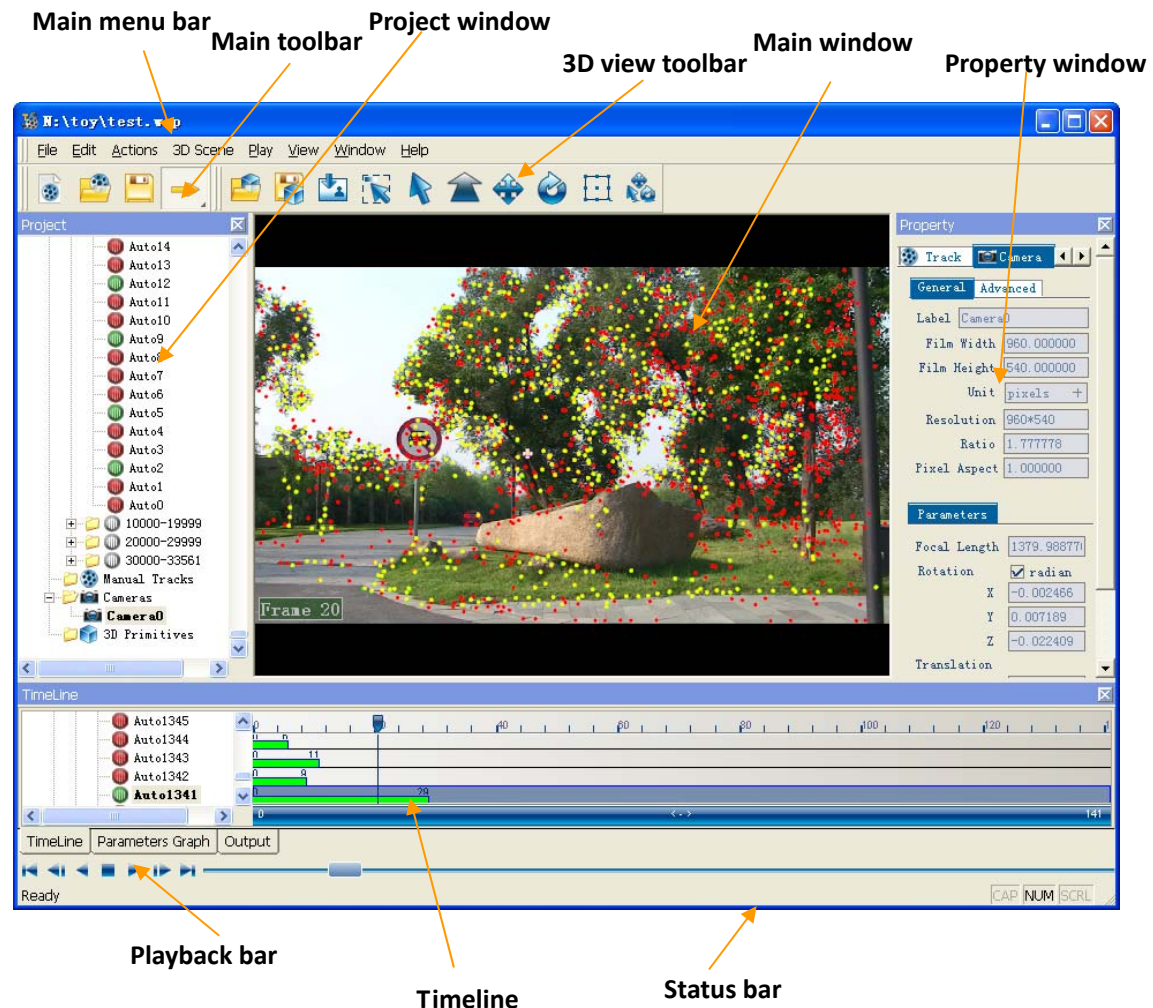 Main menu bar
Main toolbar
Project window
3D view toolbar
Main window
Property window
File Edit Actions 3D Scene Play View Window Help
Project
Auto14
Auto13
Auto12
Auto11
Auto10
Auto9
Auto8
Auto7
Auto6
Auto5
Auto4
Auto3
Auto2
Auto1
Auto0
10000-19999
20000-29999
30000-33561
Manual Tracks
Cameras
Camera0
3D Primitives
Frame 20
Property
Track Camera
General Advanced
Label Camera0
Film Width 960.000000
Film Height 540.000000
Unit pixels +
Resolution 960*540
Ratio 1.777778
Pixel Aspect 1.000000
Parameters
Focal Length 1379.98877
Rotation radian
X -0.002466
Y 0.007189
Z -0.022409
Translation
TimeLine
Auto1345
Auto1344
Auto1343
Auto1342
Auto1341
0 40 60 80 100 120
0 11
0 9
0 29
0 <-> 141
TimeLine Parameters Graph Output
Ready
CAP NUM SCRL
Playback bar
Timeline
Status bar